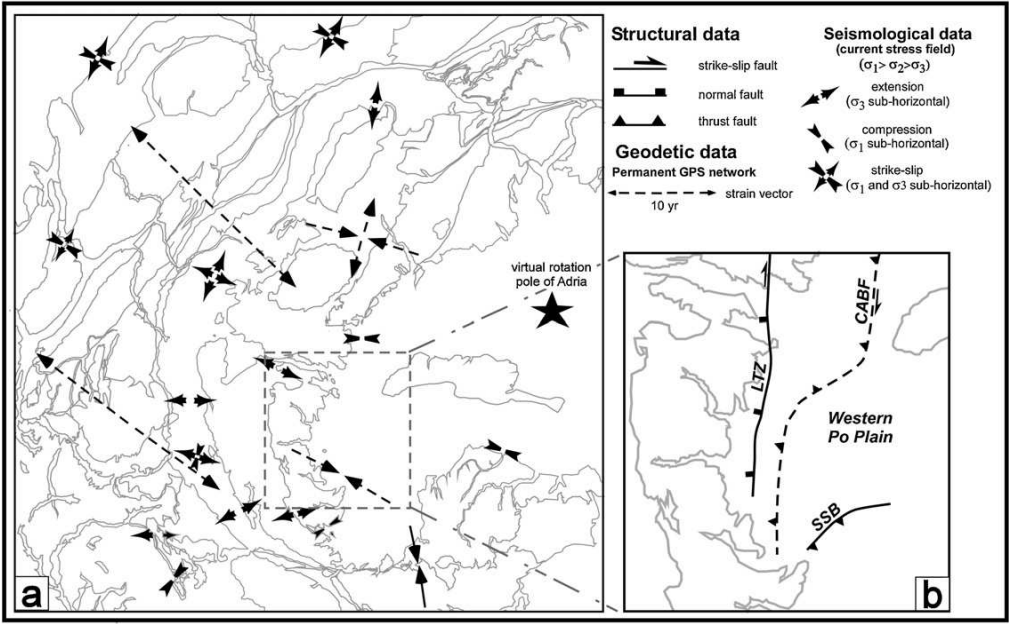 Structural data
strike-slip fault
normal fault
thrust fault
Geodetic data
Permanent GPS network
strain vector
10 yr
Seismological data
(current stress field)
(σ1> σ2>σ3)
extension
(σ3 sub-horizontal)
compression
(σ1 sub-horizontal)
strike-slip
(σ1 and σ3 sub-horizontal)
virtual rotation
pole of Adria
a
CABF
LTZ
Western
Po Plain
SSB
b